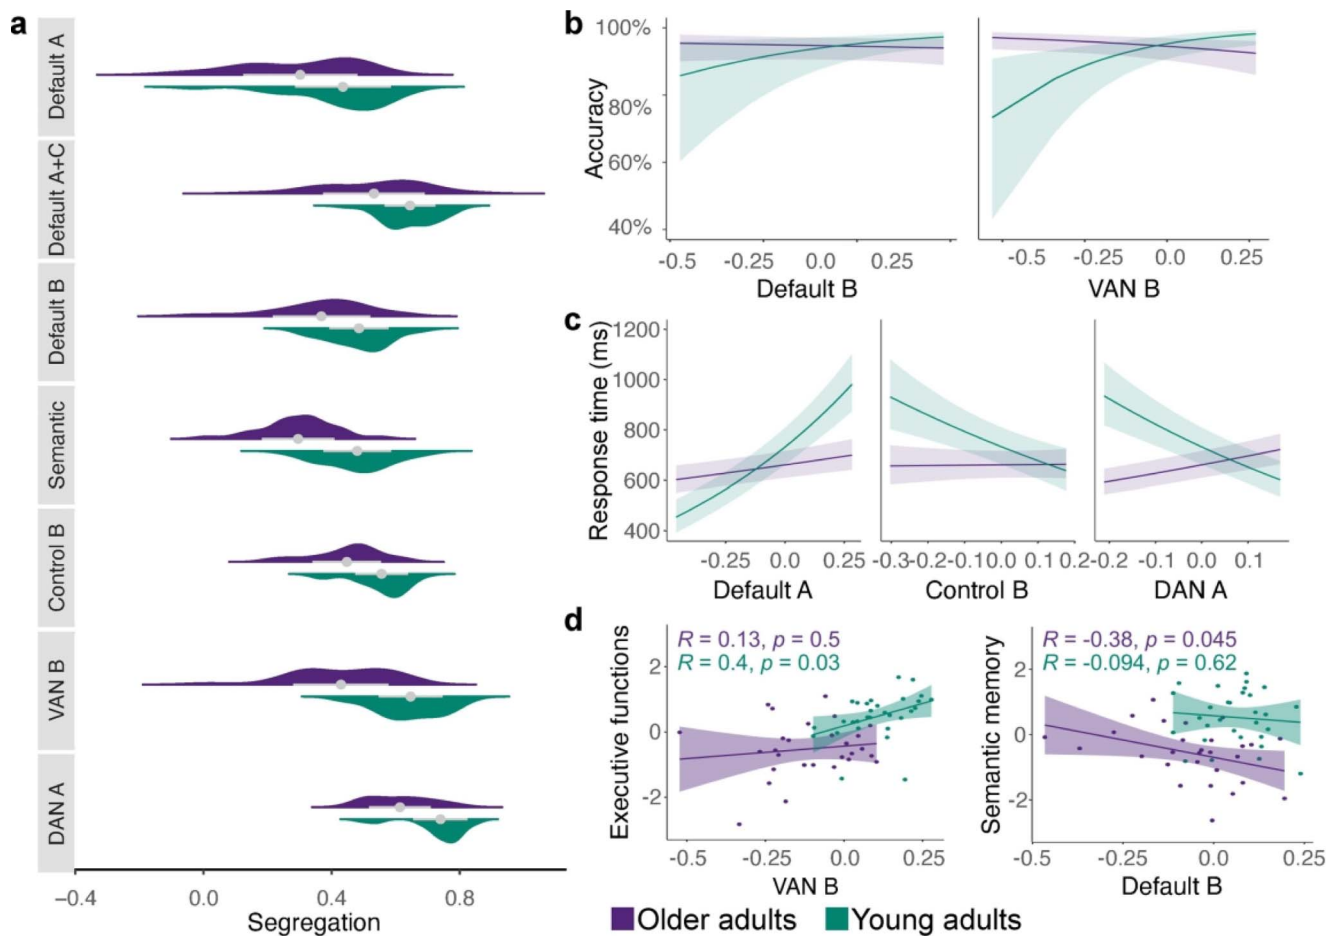 a
Default A
Default A+C
Default B
Semantic
Control B
VAN B
DAN A
−0.4 0.0 0.4 0.8
Segregation
b
Accuracy
100%
80%
60%
40%
-0.5 -0.25 0.0 0.25
Default B
-0.5 -0.25 0.0 0.25
VAN B
c
Response time (ms)
1200
1000
800
600
400
-0.25 0.0 0.25
Default A
-0.3-0.2-0.10.0 0.1 0.2
Control B
-0.2 -0.1 0.0 0.1
DAN A
d
Executive functions
R = 0.13, p = 0.5
R = 0.4, p = 0.03
2
0
-2
-0.5 -0.25 0.0 0.25
VAN B
Semantic memory
R = -0.38, p = 0.045
R = -0.094, p = 0.62
2
0
-2
-0.5 -0.25 0.0 0.25
Default B
Older adults Young adults